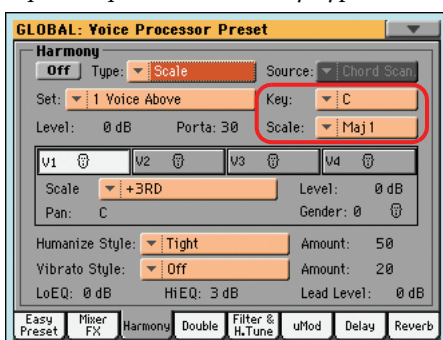 GLOBAL: Voice Processor Preset
Harmony
Off Type: Scale Source: Chord Scan
Set: 1 Voice Above Key: C
Level: 0 dB Porta: 30 Scale: Maj1
V1 V2 V3 V4
Scale +3RD Level: 0 dB
Pan: C Gender: 0
Humanize Style: Tight Amount: 50
Vibrato Style: Off Amount: 20
LoEQ: 0 dB HiEQ: 3 dB Lead Level: 0 dB
Easy Preset Mixer FX Harmony Double Filter & H.Tune uMod Delay Reverb